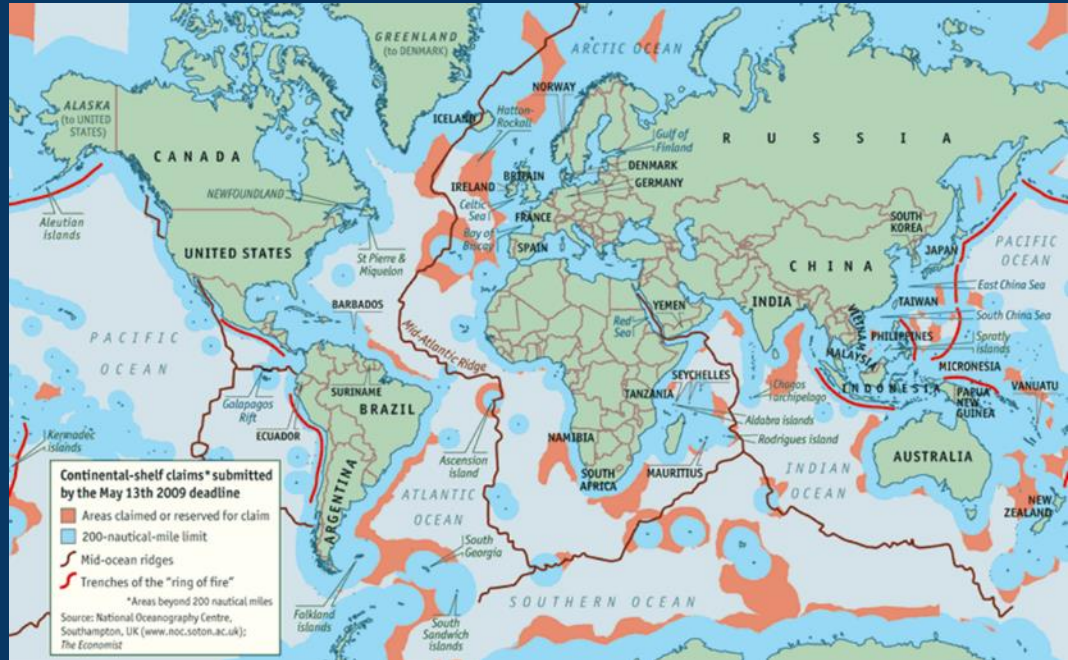 GREENLAND
(to DENMARK)
ARCTIC OCEAN
NORWAY
ALASKA
(to UNITED
STATES)
ICELAND
Hatton-
Rockall
Gulf of
Finland
RUSSIA
CANADA
NEWFOUNDLAND
IRELAND
BRITAIN
DENMARK
GERMANY
Celtic
Sea
FRANCE
Bay of
Biscay
SPAIN
Aleutian
islands
UNITED STATES
St Pierre &
Miquelon
SOUTH
KOREA
JAPAN
PACIFIC
OCEAN
CHINA
East China Sea
BARBADOS
YEMEN
INDIA
TAIWAN
South China Sea
Red
Sea
VIETNAM
PHILIPPINES
Spratly
islands
PACIFIC
OCEAN
Mid-Atlantic Ridge
MALAYSIA
MICRONESIA
SURINAME
BRAZIL
SEYCHELLES
TANZANIA
Chagos
archipelago
INDONESIA
PAPUA
NEW
GUINEA
VANUATU
Galapagos
Rift
ECUADOR
Aldabra islands
Kermadec
islands
Ascension
island
NAMIBIA
Rodrigues island
MAURITIUS
SOUTH
AFRICA
INDIAN
OCEAN
AUSTRALIA
ARGENTINA
ATLANTIC
OCEAN
NEW
ZEALAND
South
Georgia
Falkland
islands
South
Sandwich
islands
SOUTHERN OCEAN
Continental-shelf claims* submitted
by the May 13th 2009 deadline
Areas claimed or reserved for claim
200-nautical-mile limit
Mid-ocean ridges
Trenches of the "ring of fire"
*Areas beyond 200 nautical miles
Source: National Oceanography Centre,
Southampton, UK (www.noc.soton.ac.uk);
The Economist